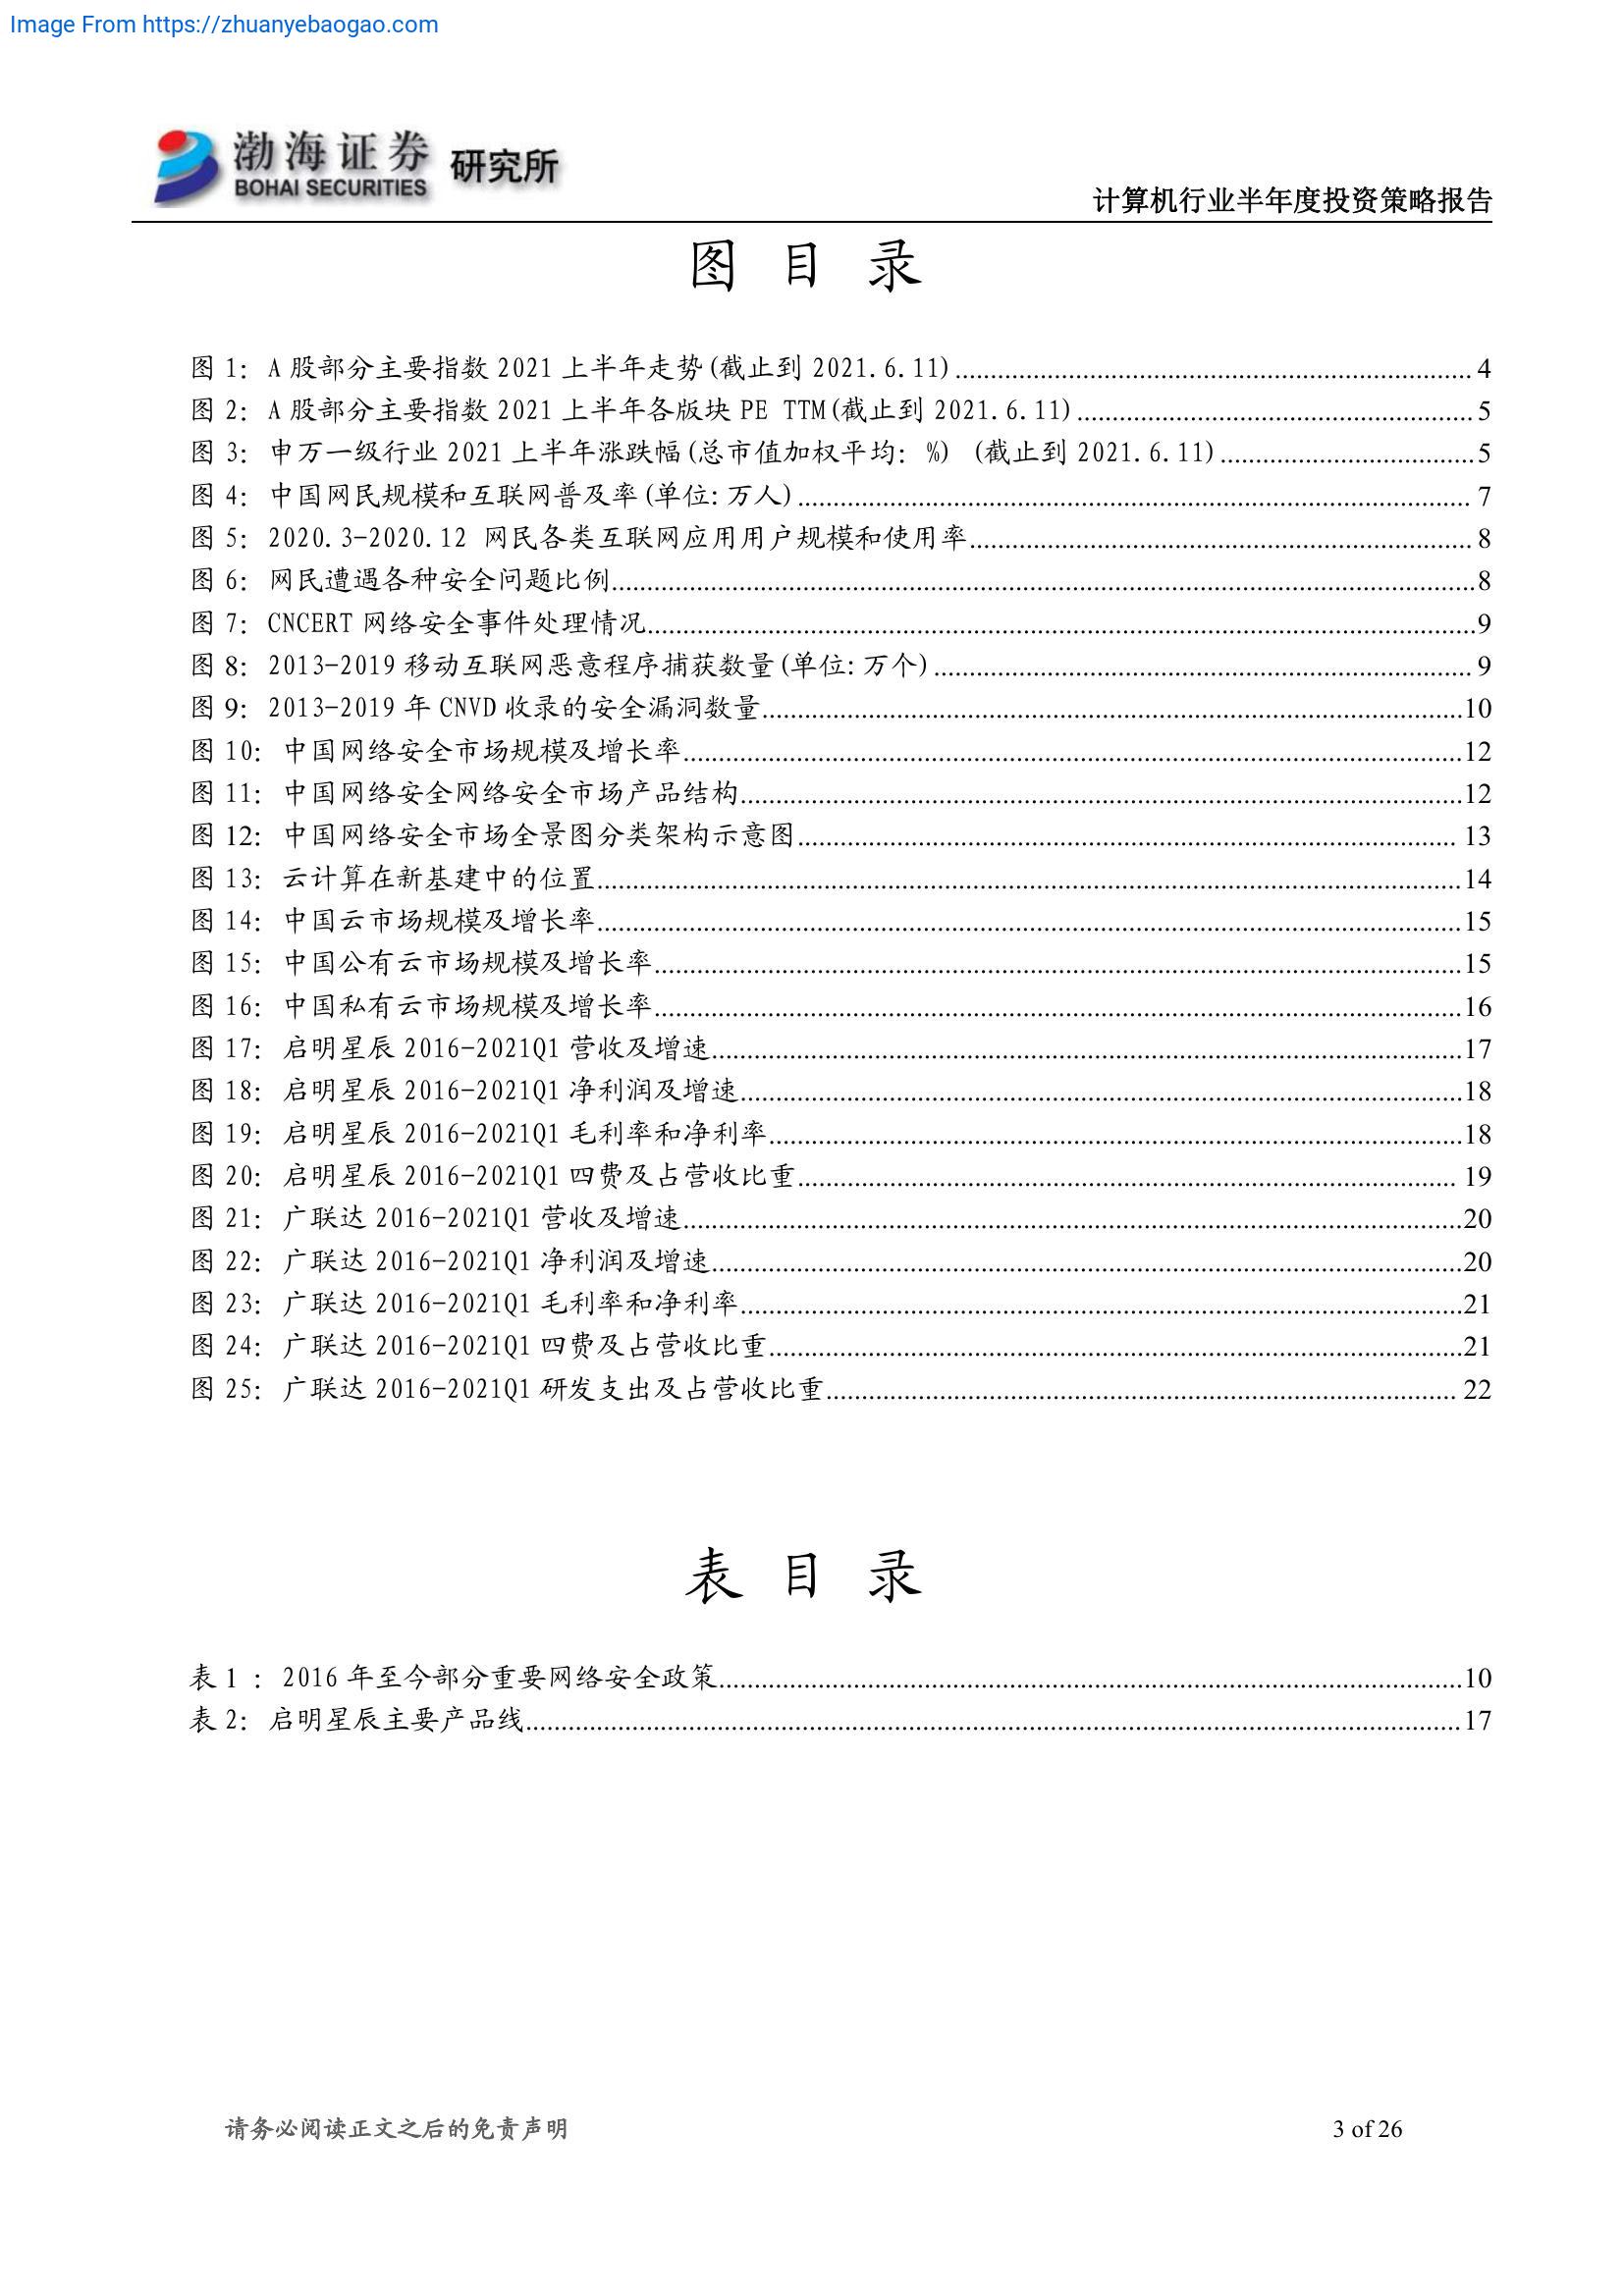 Image From https://zhuanyebaogao.com
渤海证券 研究所
BOHAI SECURITIES
计算机行业半年度投资策略报告
图 目 录
图 1: A 股部分主要指数 2021 上半年走势(截止到 2021.6.11)........ 4
图 2: A 股部分主要指数 2021 上半年各版块 PE TTM(截止到 2021.6.11)........ 5
图 3: 申万一级行业 2021 上半年涨跌幅(总市值加权平均: %) (截止到 2021.6.11)........ 5
图 4: 中国网民规模和互联网普及率(单位:万人)........ 7
图 5: 2020.3-2020.12 网民各类互联网应用用户规模和使用率........ 8
图 6: 网民遭遇各种安全问题比例........ 8
图 7: CNCERT 网络安全事件处理情况........ 9
图 8: 2013-2019 移动互联网恶意程序捕获数量(单位:万个)........ 9
图 9: 2013-2019 年 CNVD 收录的安全漏洞数量........ 10
图 10: 中国网络安全市场规模及增长率........ 12
图 11: 中国网络安全网络安全市场产品结构........ 12
图 12: 中国网络安全市场全景图分类架构示意图........ 13
图 13: 云计算在新基建中的位置........ 14
图 14: 中国云市场规模及增长率........ 15
图 15: 中国公有云市场规模及增长率........ 15
图 16: 中国私有云市场规模及增长率........ 16
图 17: 启明星辰 2016-2021Q1 营收及增速........ 17
图 18: 启明星辰 2016-2021Q1 净利润及增速........ 18
图 19: 启明星辰 2016-2021Q1 毛利率和净利率........ 18
图 20: 启明星辰 2016-2021Q1 四费及占营收比重........ 19
图 21: 广联达 2016-2021Q1 营收及增速........ 20
图 22: 广联达 2016-2021Q1 净利润及增速........ 20
图 23: 广联达 2016-2021Q1 毛利率和净利率........ 21
图 24: 广联达 2016-2021Q1 四费及占营收比重........ 21
图 25: 广联达 2016-2021Q1 研发支出及占营收比重........ 22
表 目 录
表 1 : 2016 年至今部分重要网络安全政策........ 10
表 2: 启明星辰主要产品线........ 17
请务必阅读正文之后的免责声明 3 of 26